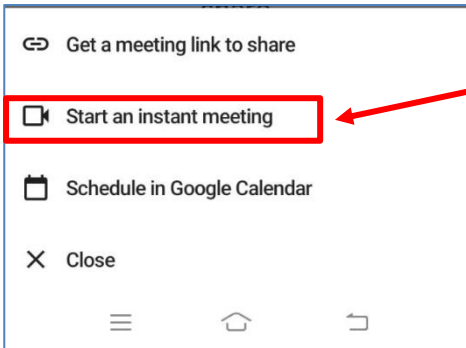 Get a meeting link to share
Start an instant meeting
Schedule in Google Calendar
Close